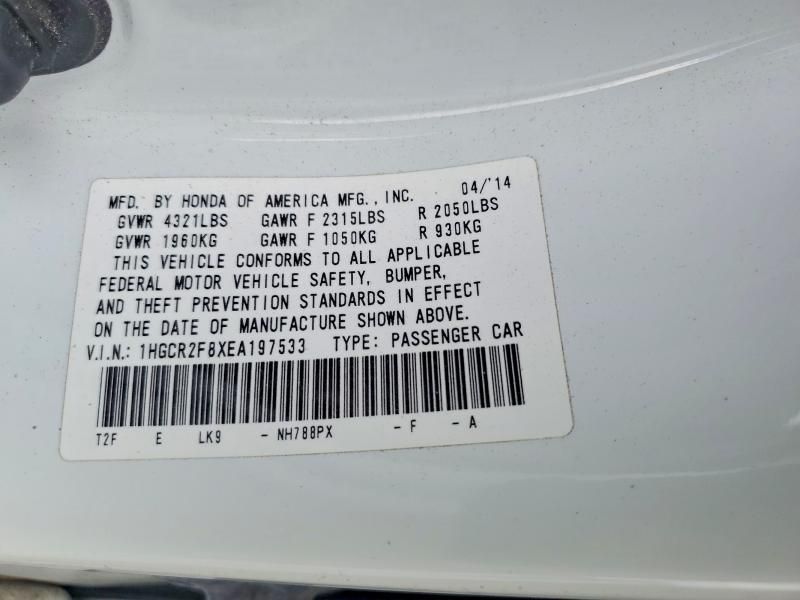 MFD. BY HONDA OF AMERICA MFG., INC. 04/'14
GVWR 4321LBS GAWR F 2315LBS R 2050LBS
GVWR 1960KG GAWR F 1050KG R 930KG
THIS VEHICLE CONFORMS TO ALL APPLICABLE
FEDERAL MOTOR VEHICLE SAFETY, BUMPER,
AND THEFT PREVENTION STANDARDS IN EFFECT
ON THE DATE OF MANUFACTURE SHOWN ABOVE.
V.I.N.: 1HGCR2F8XEA197533 TYPE: PASSENGER CAR
T2F E LK9 - NH788PX - F - A